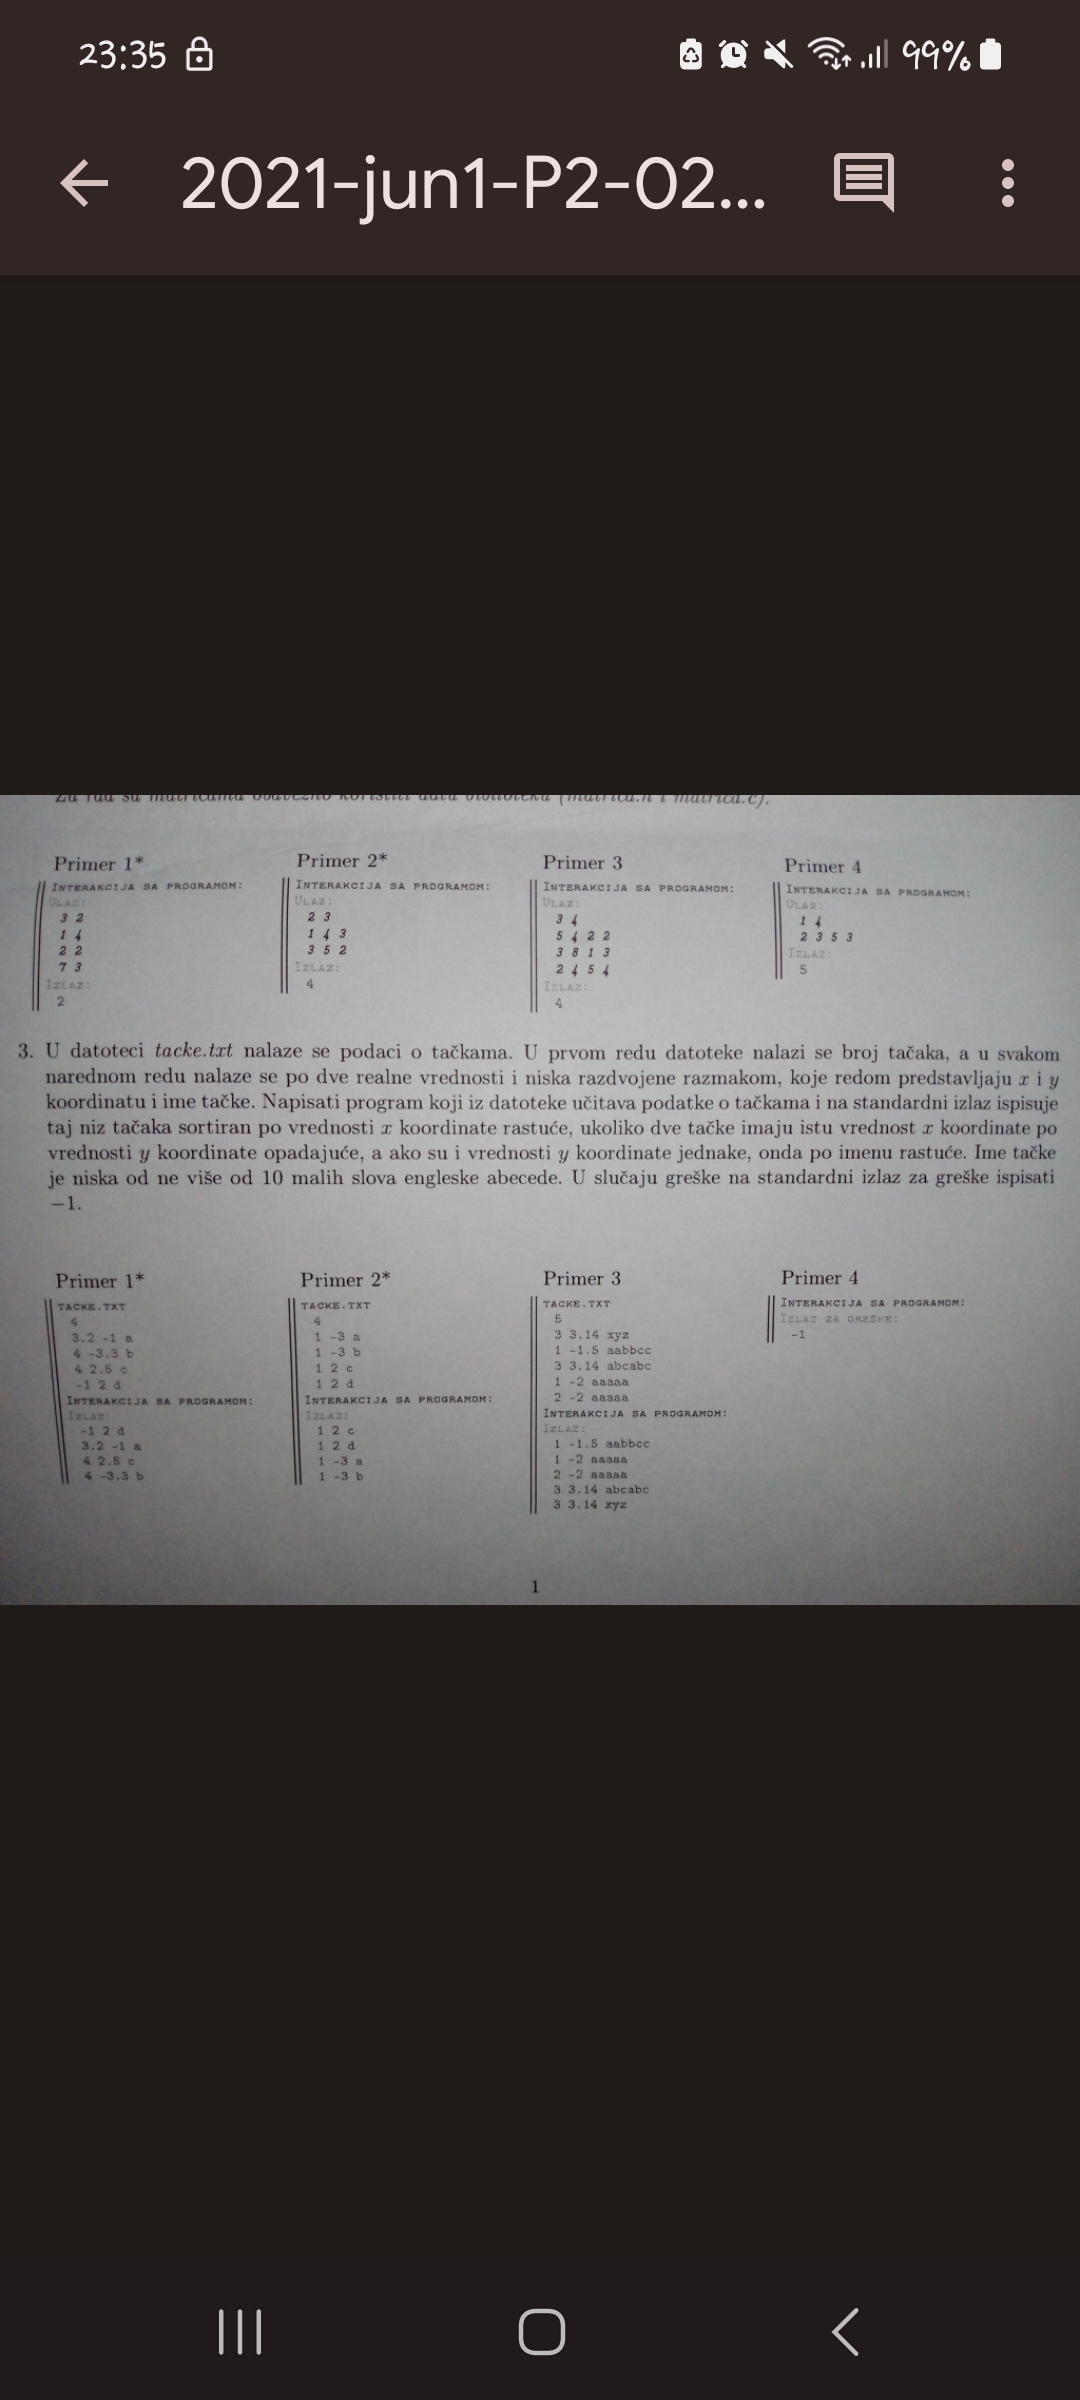 23:35
99%
2021-jun1-P2-02...
Za rad sa matricama obavezno koristiti datu biblioteku (matrica.h i matrica.c).
Primer 1*
INTERAKCIJA SA PROGRAMOM:
ULAZ:
3 2
1 4
2 2
7 3
IZLAZ:
2
Primer 2*
INTERAKCIJA SA PROGRAMOM:
ULAZ:
2 3
1 4 3
3 5 2
IZLAZ:
4
Primer 3
INTERAKCIJA SA PROGRAMOM:
ULAZ:
3 4
5 4 2 2
3 8 1 3
2 4 5 4
IZLAZ:
4
Primer 4
INTERAKCIJA SA PROGRAMOM:
ULAZ:
1 4
2 3 5 3
IZLAZ:
5
3. U datoteci tacke.txt nalaze se podaci o tačkama. U prvom redu datoteke nalazi se broj tačaka, a u svakom
narednom redu nalaze se po dve realne vrednosti i niska razdvojene razmakom, koje redom predstavljaju x i y
koordinatu i ime tačke. Napisati program koji iz datoteke učitava podatke o tačkama i na standardni izlaz ispisuje
taj niz tačaka sortiran po vrednosti x koordinate rastuće, ukoliko dve tačke imaju istu vrednost x koordinate po
vrednosti y koordinate opadajuće, a ako su i vrednosti y koordinate jednake, onda po imenu rastuće. Ime tačke
je niska od ne više od 10 malih slova engleske abecede. U slučaju greške na standardni izlaz za greške ispisati
−1.
Primer 1*
TACKE.TXT
4
3.2 -1 a
4 -3.3 b
4 2.5 c
-1 2 d
INTERAKCIJA SA PROGRAMOM:
IZLAZ:
-1 2 d
3.2 -1 a
4 2.5 c
4 -3.3 b
Primer 2*
TACKE.TXT
4
1 -3 a
1 -3 b
1 2 c
1 2 d
INTERAKCIJA SA PROGRAMOM:
IZLAZ:
1 2 c
1 2 d
1 -3 a
1 -3 b
Primer 3
TACKE.TXT
5
3 3.14 xyz
1 -1.5 aabbcc
3 3.14 abcabc
1 -2 aaaaa
2 -2 aaaaa
INTERAKCIJA SA PROGRAMOM:
IZLAZ:
1 -1.5 aabbcc
1 -2 aaaaa
2 -2 aaaaa
3 3.14 abcabc
3 3.14 xyz
Primer 4
INTERAKCIJA SA PROGRAMOM:
IZLAZ ZA GREŠKE:
-1
1